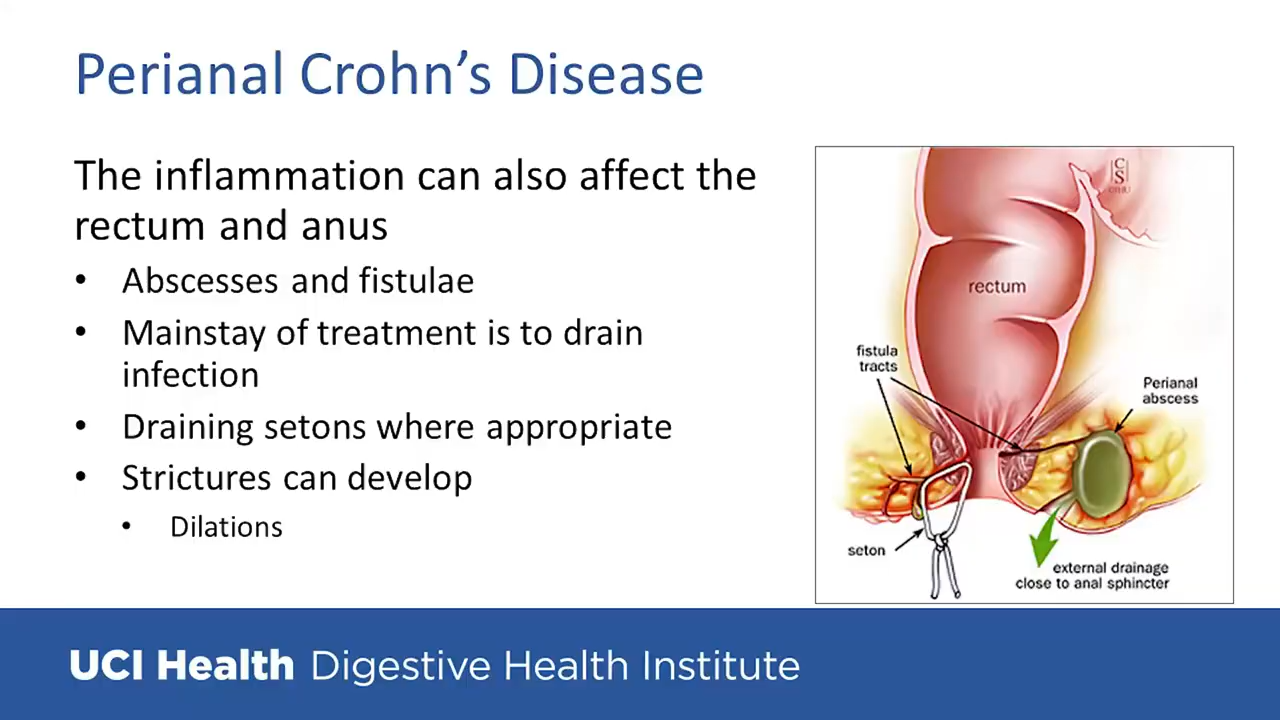 Perianal Crohn's Disease
The inflammation can also affect the
rectum and anus
• Abscesses and fistulae
• Mainstay of treatment is to drain
infection
• Draining setons where appropriate
• Strictures can develop
• Dilations
C
S
rectum
fistula
tracts
Perianal
abscess
seton
external drainage
close to anal sphincter
UCI Health Digestive Health Institute